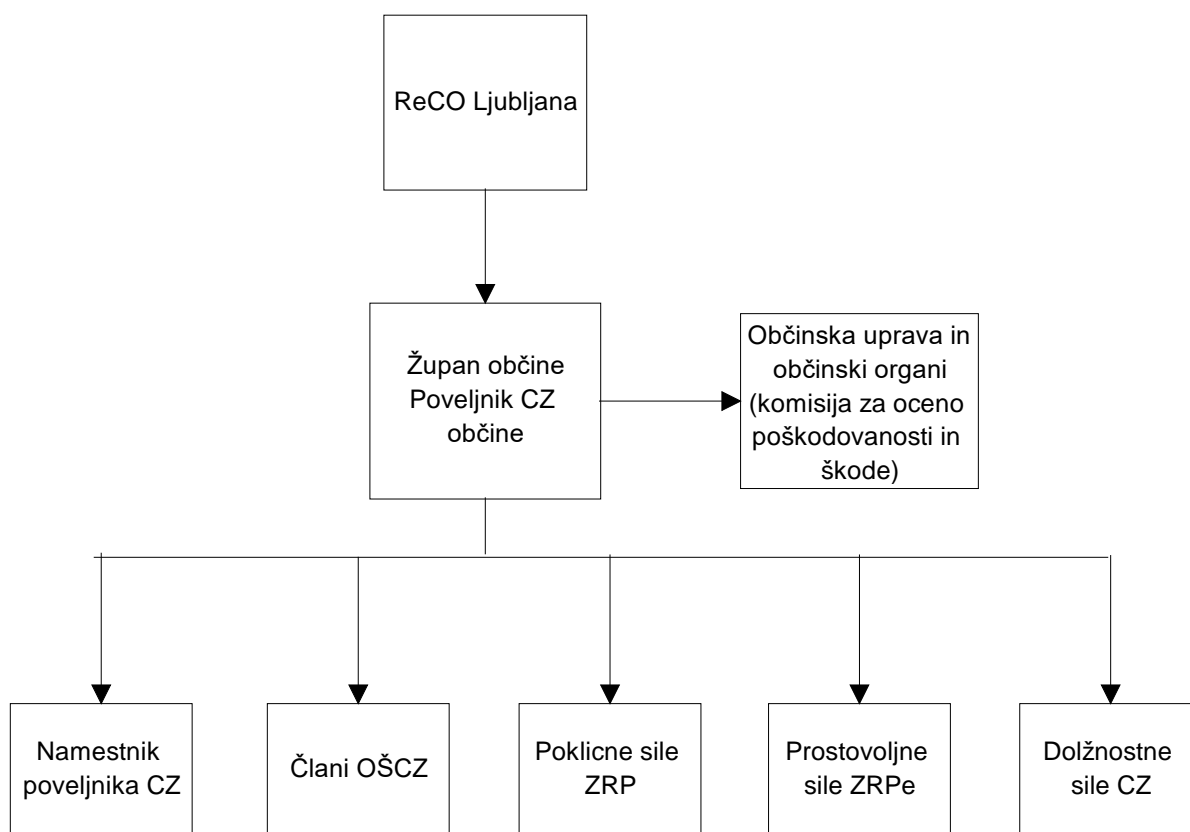 ReCO Ljubljana
Župan občine
Poveljnik CZ
občine
Občinska uprava in
občinski organi
(komisija za oceno
poškodovanosti in
škode)
Namestnik
poveljnika CZ
Člani OŠCZ
Poklicne sile
ZRP
Prostovoljne
sile ZRPe
Dolžnostne
sile CZ